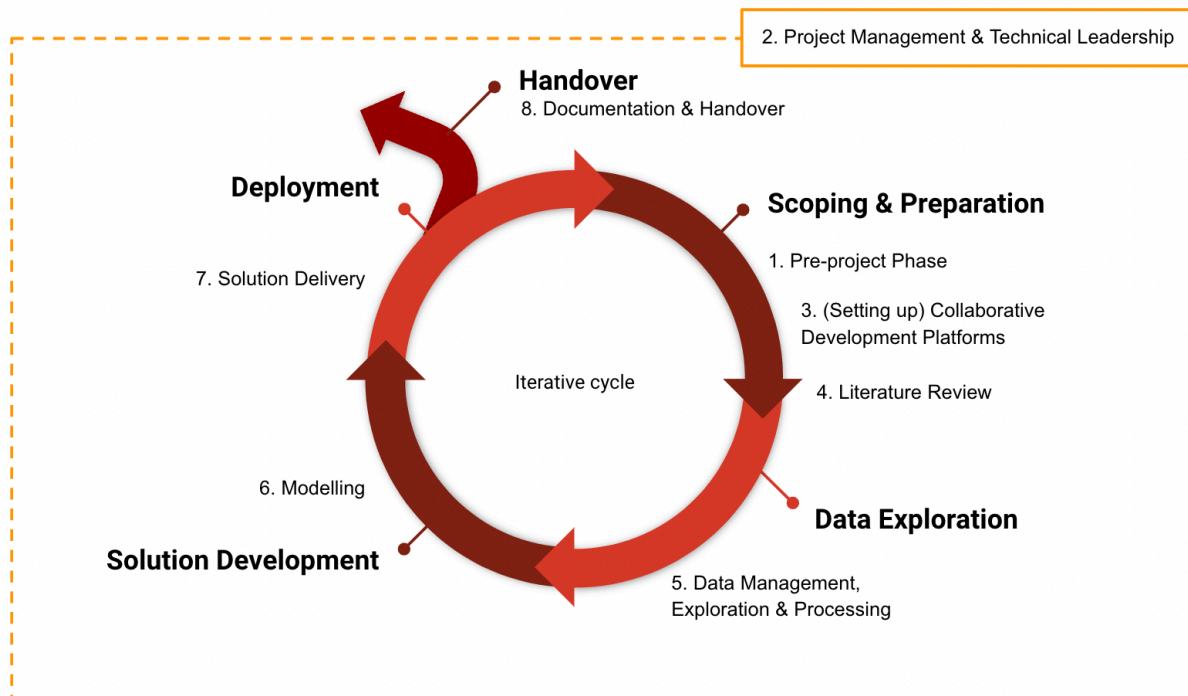 2. Project Management & Technical Leadership
Handover
8. Documentation & Handover
Deployment
7. Solution Delivery
Scoping & Preparation
1. Pre-project Phase
3. (Setting up) Collaborative
Development Platforms
4. Literature Review
Iterative cycle
Data Exploration
5. Data Management,
Exploration & Processing
6. Modelling
Solution Development